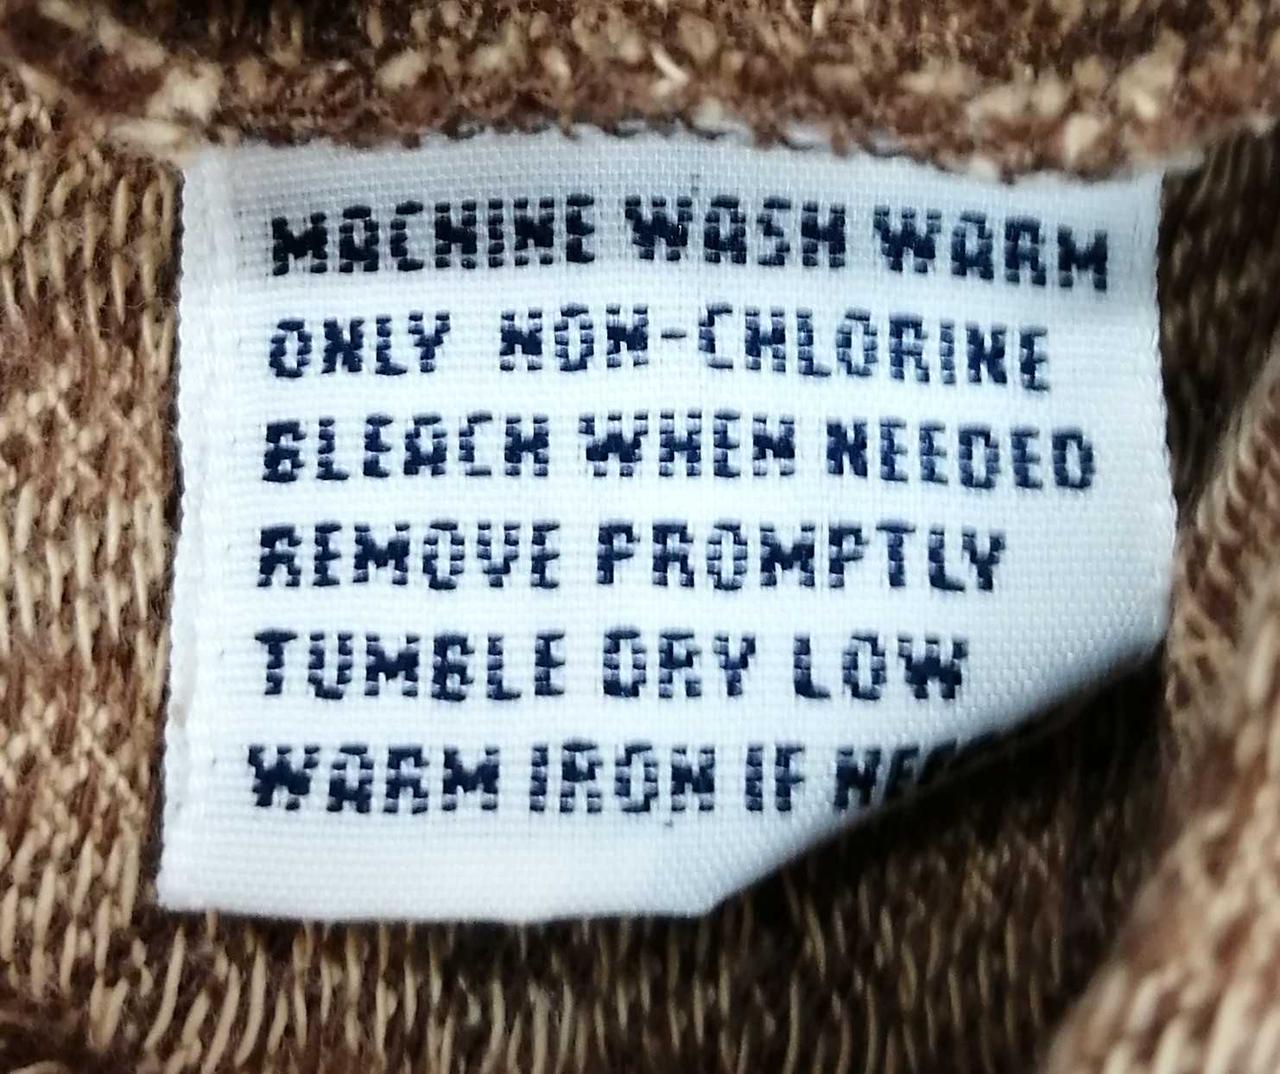 MACHINE WASH WARM
ONLY NON-CHLORINE
BLEACH WHEN NEEDED
REMOVE PROMPTLY
TUMBLE DRY LOW
WARM IRON IF